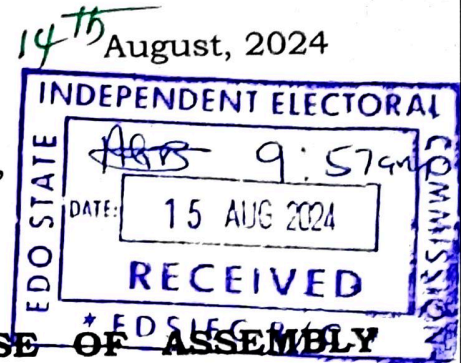 14th August, 2024
INDEPENDENT ELECTORAL
COMMISSION
EDO STATE
9:57am
DATE: 15 AUG 2024
RECEIVED
* EDSIEC
SE OF ASSEMBLY